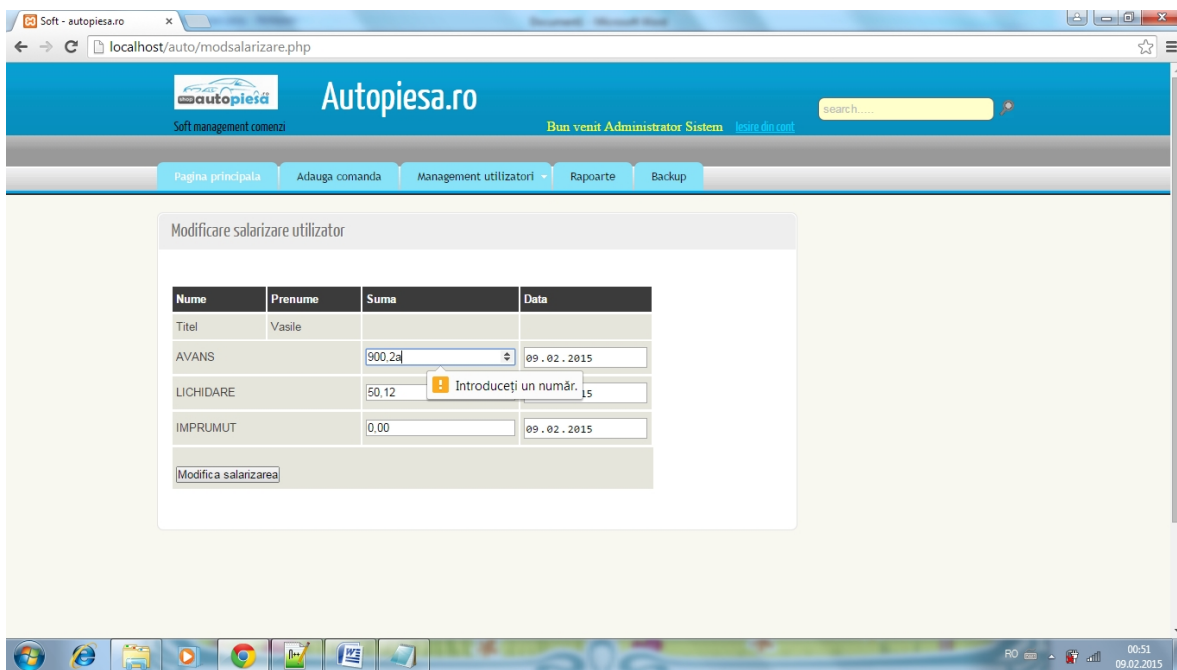 Soft - autopiesa.ro
localhost/auto/modsalarizare.php
shop autopiesă
Autopiesa.ro
search.....
Soft management comenzi
Bun venit Administrator Sistem Iesire din cont
Pagina principala Adauga comanda Management utilizatori Rapoarte Backup
Modificare salarizare utilizator
Nume Prenume Suma Data
Titel Vasile
AVANS 900,2a 09.02.2015
Introduceți un număr.
LICHIDARE 50,12 15
IMPRUMUT 0,00 09.02.2015
Modifica salarizarea
RO 00:51
09.02.2015